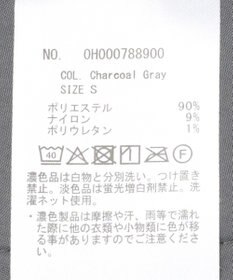 NO. 0H000788900
COL. Charcoal Gray
SIZE S
ポリエステル 90%
ナイロン 9%
ポリウレタン 1%
40
F
濃色品は白物と分別洗い。つけ置き
禁止。淡色品は蛍光増白剤禁止。洗
濯ネット使用。
・濃色製品は摩擦や汗、雨等で濡れ
た際に他の衣類や小物類に色が移
る事がありますのでご注意くださ
い。